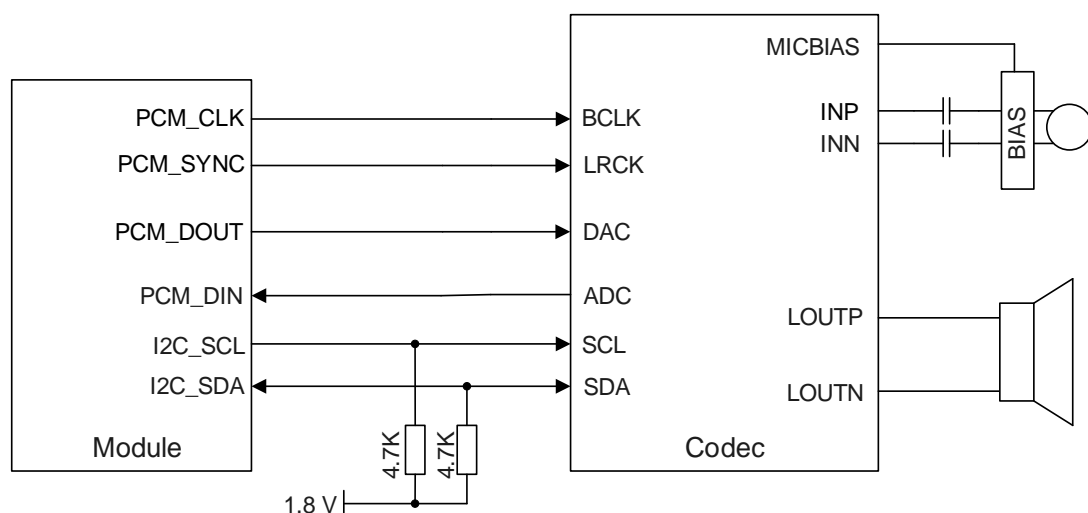 MICBIAS
PCM_CLK
BCLK
INP
PCM_SYNC
LRCK
INN
BIAS
PCM_DOUT
DAC
PCM_DIN
ADC
LOUTP
I2C_SCL
SCL
I2C_SDA
SDA
LOUTN
Module
4.7K
4.7K
Codec
1.8 V